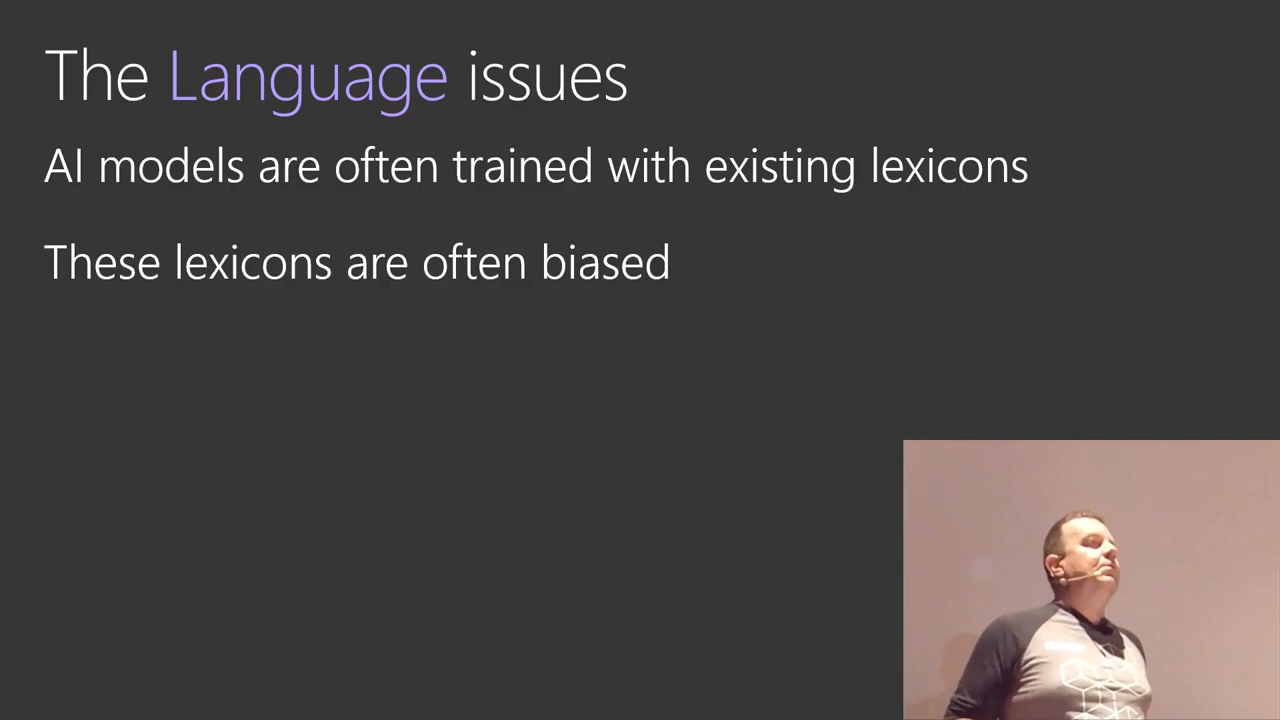 The Language issues
AI models are often trained with existing lexicons
These lexicons are often biased